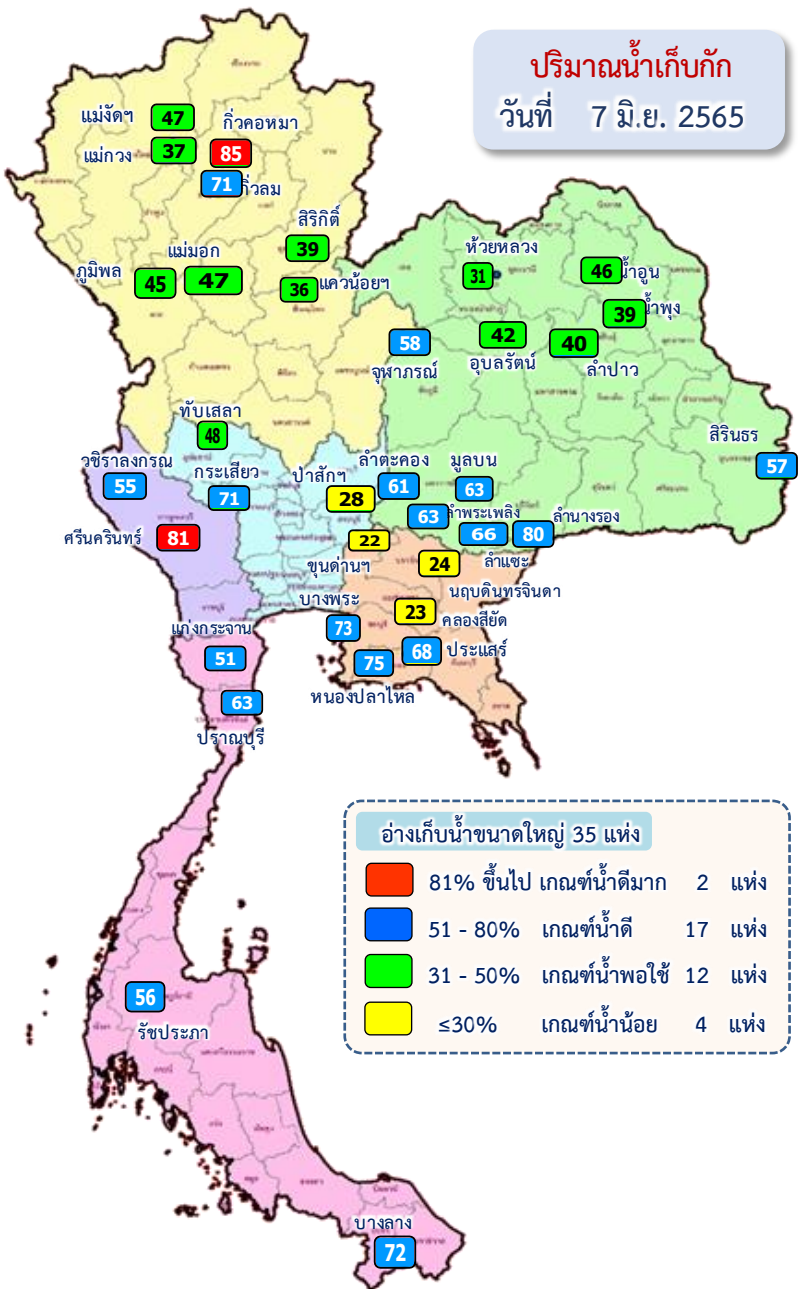 ปริมาณน้ำเก็บกัก
วันที่ 7 มิ.ย. 2565
แม่งัดฯ 47
กิ่วคอหมา
แม่กวง 37
85
71 กิ่วลม
สิริกิติ์
39
ภูมิพล 45
แม่มอก
47
36 แควน้อยฯ
ห้วยหลวง
31
46 น้ำอูน
39 น้ำพุง
58
จุฬาภรณ์
42
อุบลรัตน์
40
ลำปาว
สิรินธร
57
ทับเสลา
48
วชิราลงกรณ
55
กระเสียว
71
ป่าสักฯ
28
ลำตะคอง
61
มูลบน
63
63 ลำพระเพลิง
66
ลำแชะ
80 ลำนางรอง
ศรีนครินทร์ 81
22
ขุนด่านฯ
24
นฤบดินทรจินดา
บางพระ
73
23 คลองสียัด
68 ประแสร์
75
หนองปลาไหล
แก่งกระจาน
51
63
ปราณบุรี
อ่างเก็บน้ำขนาดใหญ่ 35 แห่ง
81% ขึ้นไป เกณฑ์น้ำดีมาก 2 แห่ง
51 - 80% เกณฑ์น้ำดี 17 แห่ง
31 - 50% เกณฑ์น้ำพอใช้ 12 แห่ง
≤30% เกณฑ์น้ำน้อย 4 แห่ง
56
รัชประภา
บางลาง
72